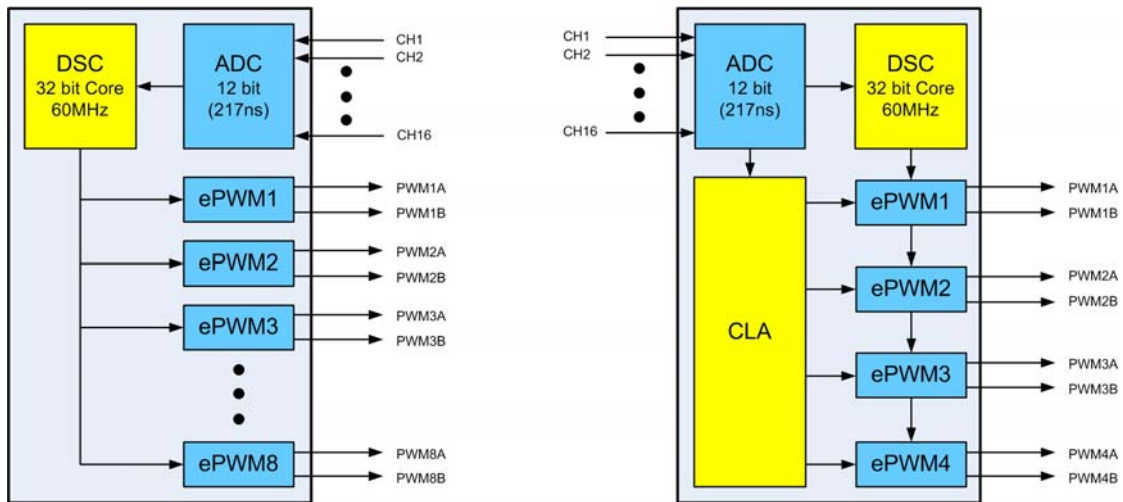 DSC
32 bit Core
60MHz
ADC
12 bit
(217ns)
CH1
CH2
CH16
ePWM1
PWM1A
PWM1B
ePWM2
PWM2A
PWM2B
ePWM3
PWM3A
PWM3B
ePWM8
PWM8A
PWM8B
CH1
CH2
CH16
ADC
12 bit
(217ns)
DSC
32 bit Core
60MHz
CLA
ePWM1
PWM1A
PWM1B
ePWM2
PWM2A
PWM2B
ePWM3
PWM3A
PWM3B
ePWM4
PWM4A
PWM4B